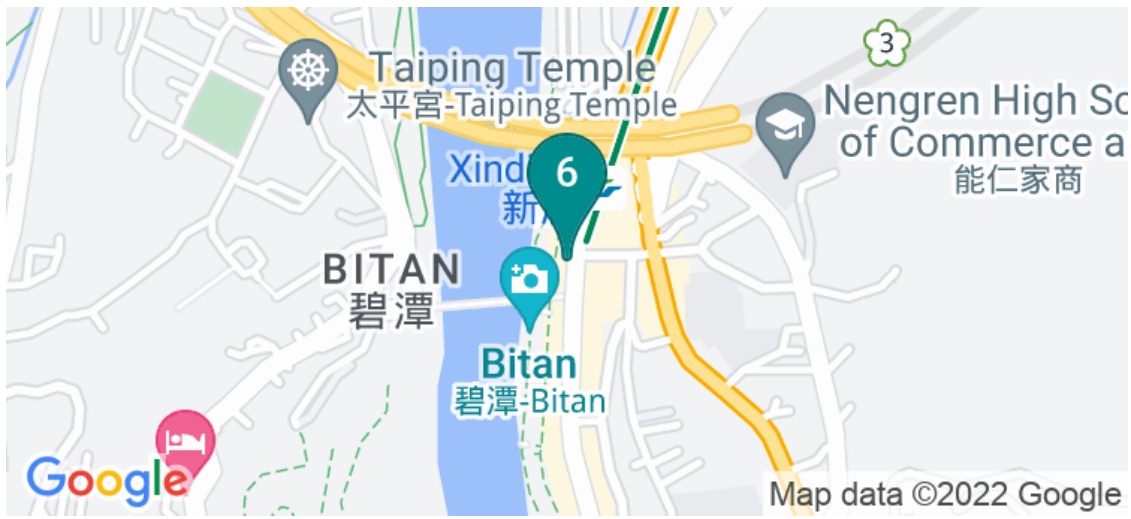 3
Taiping Temple
太平宮-Taiping Temple
Nengren High Sc
of Commerce a
能仁家商
6
BITAN
碧潭
Bitan
碧潭-Bitan
Google
Map data ©2022 Google